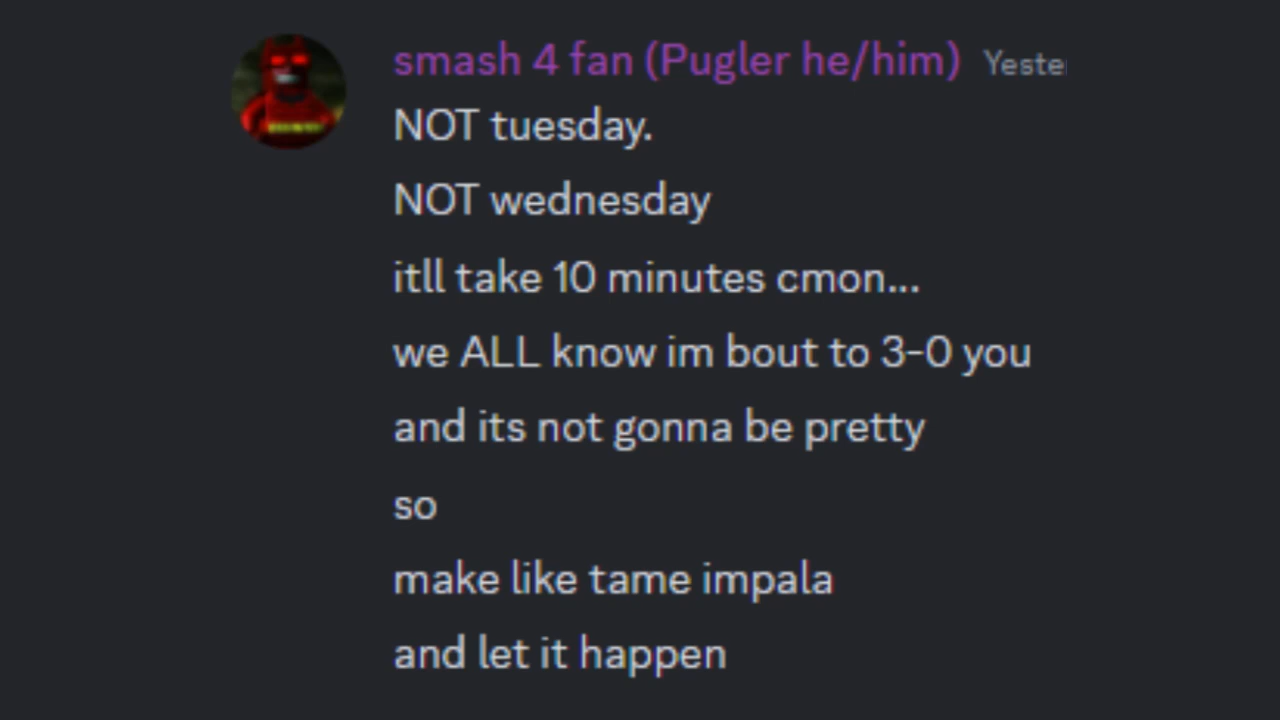 smash 4 fan (Pugler he/him)
NOT tuesday.
NOT wednesday
itll take 10 minutes cmon...
we ALL know im bout to 3-0 you
and its not gonna be pretty
so
make like tame impala
and let it happen